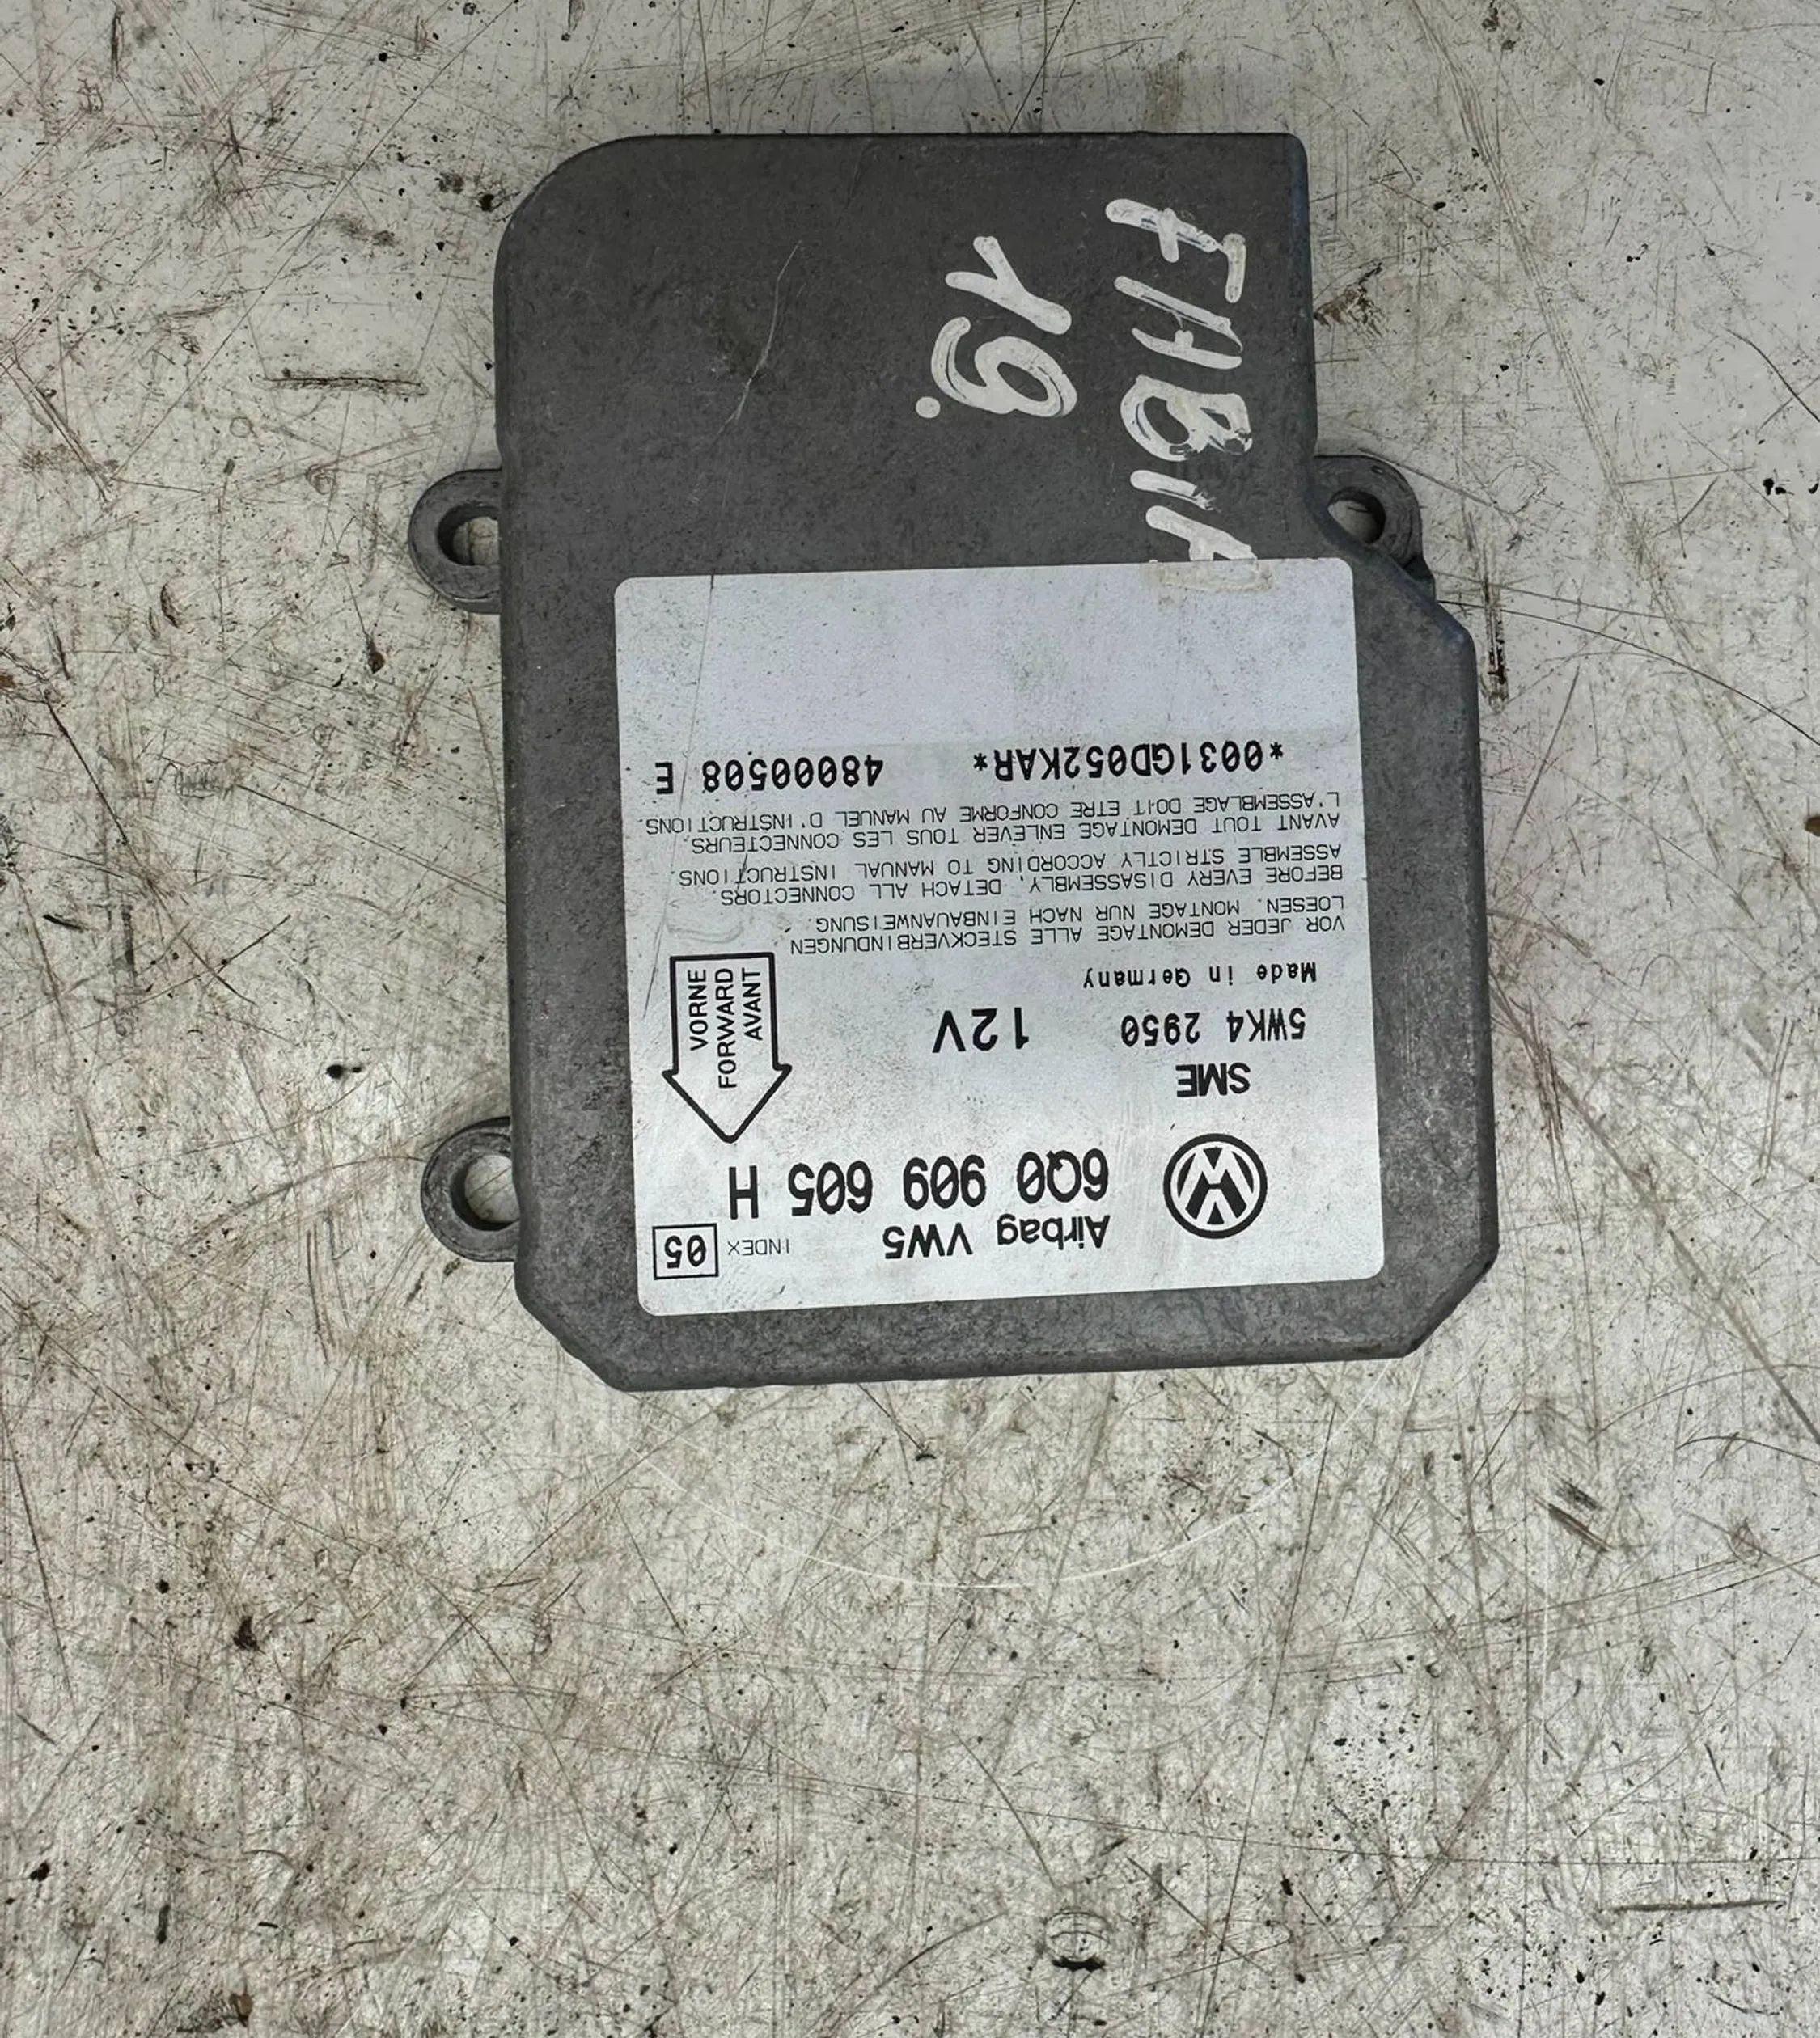 FABIA
19.
Airbag VW5 INDEX 05
6Q0 909 605 H
SME
5WK4 2950 12V
Made in Germany
VORNE
FORWARD
AVANT
VOR JEDER DEMONTAGE ALLE STECKVERBINDUNGEN
LOESEN. MONTAGE NUR NACH EINBAUANWEISUNG.
BEFORE EVERY DISASSEMBLY, DETACH ALL CONNECTORS.
ASSEMBLE STRICTLY ACCORDING TO MANUAL INSTRUCTIONS.
AVANT TOUT DEMONTAGE ENLEVER TOUS LES CONNECTEURS.
L'ASSEMBLAGE DOIT ETRE CONFORME AU MANUEL D'INSTRUCTIONS.
*0031GD052KAR* 48000508 E